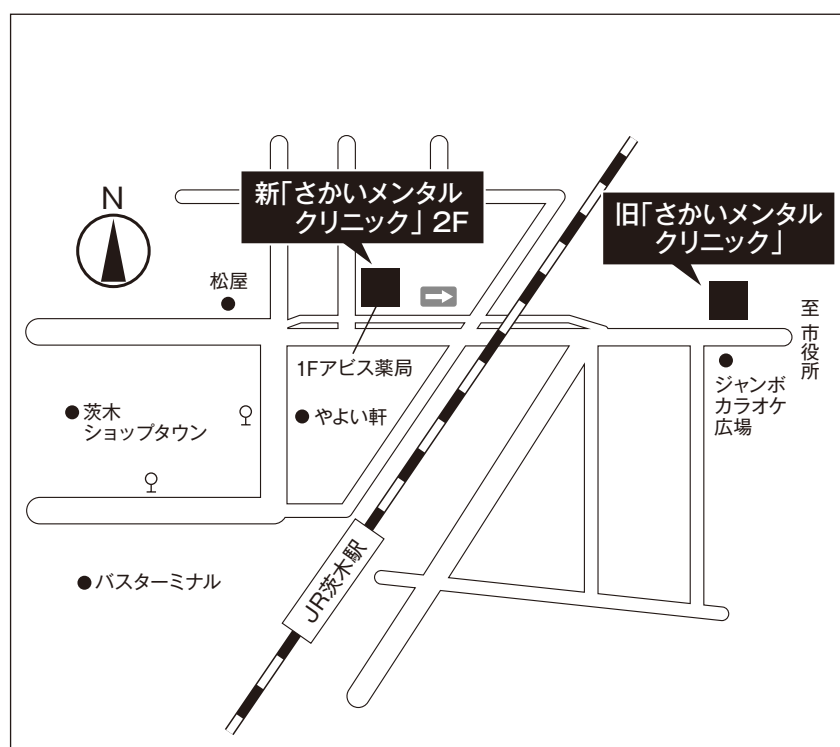 N
新「さかいメンタル
クリニック」2F
旧「さかいメンタル
クリニック」
松屋
至 市役所
1Fアビス薬局
ジャンボ
カラオケ
広場
茨木
ショップタウン
やよい軒
JR茨木駅
バスターミナル